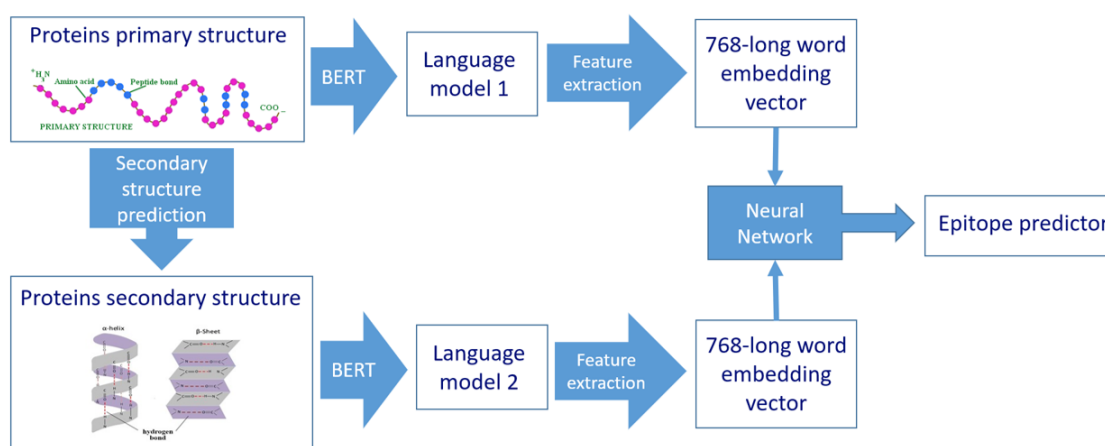 Proteins primary structure
+H3N
Amino acid
Peptide bond
COO−
PRIMARY STRUCTURE
BERT
Language
model 1
Feature
extraction
768-long word
embedding
vector
Secondary
structure
prediction
Neural
Network
Epitope predictor
Proteins secondary structure
α-helix
β-Sheet
hydrogen
bond
BERT
Language
model 2
Feature
extraction
768-long word
embedding
vector